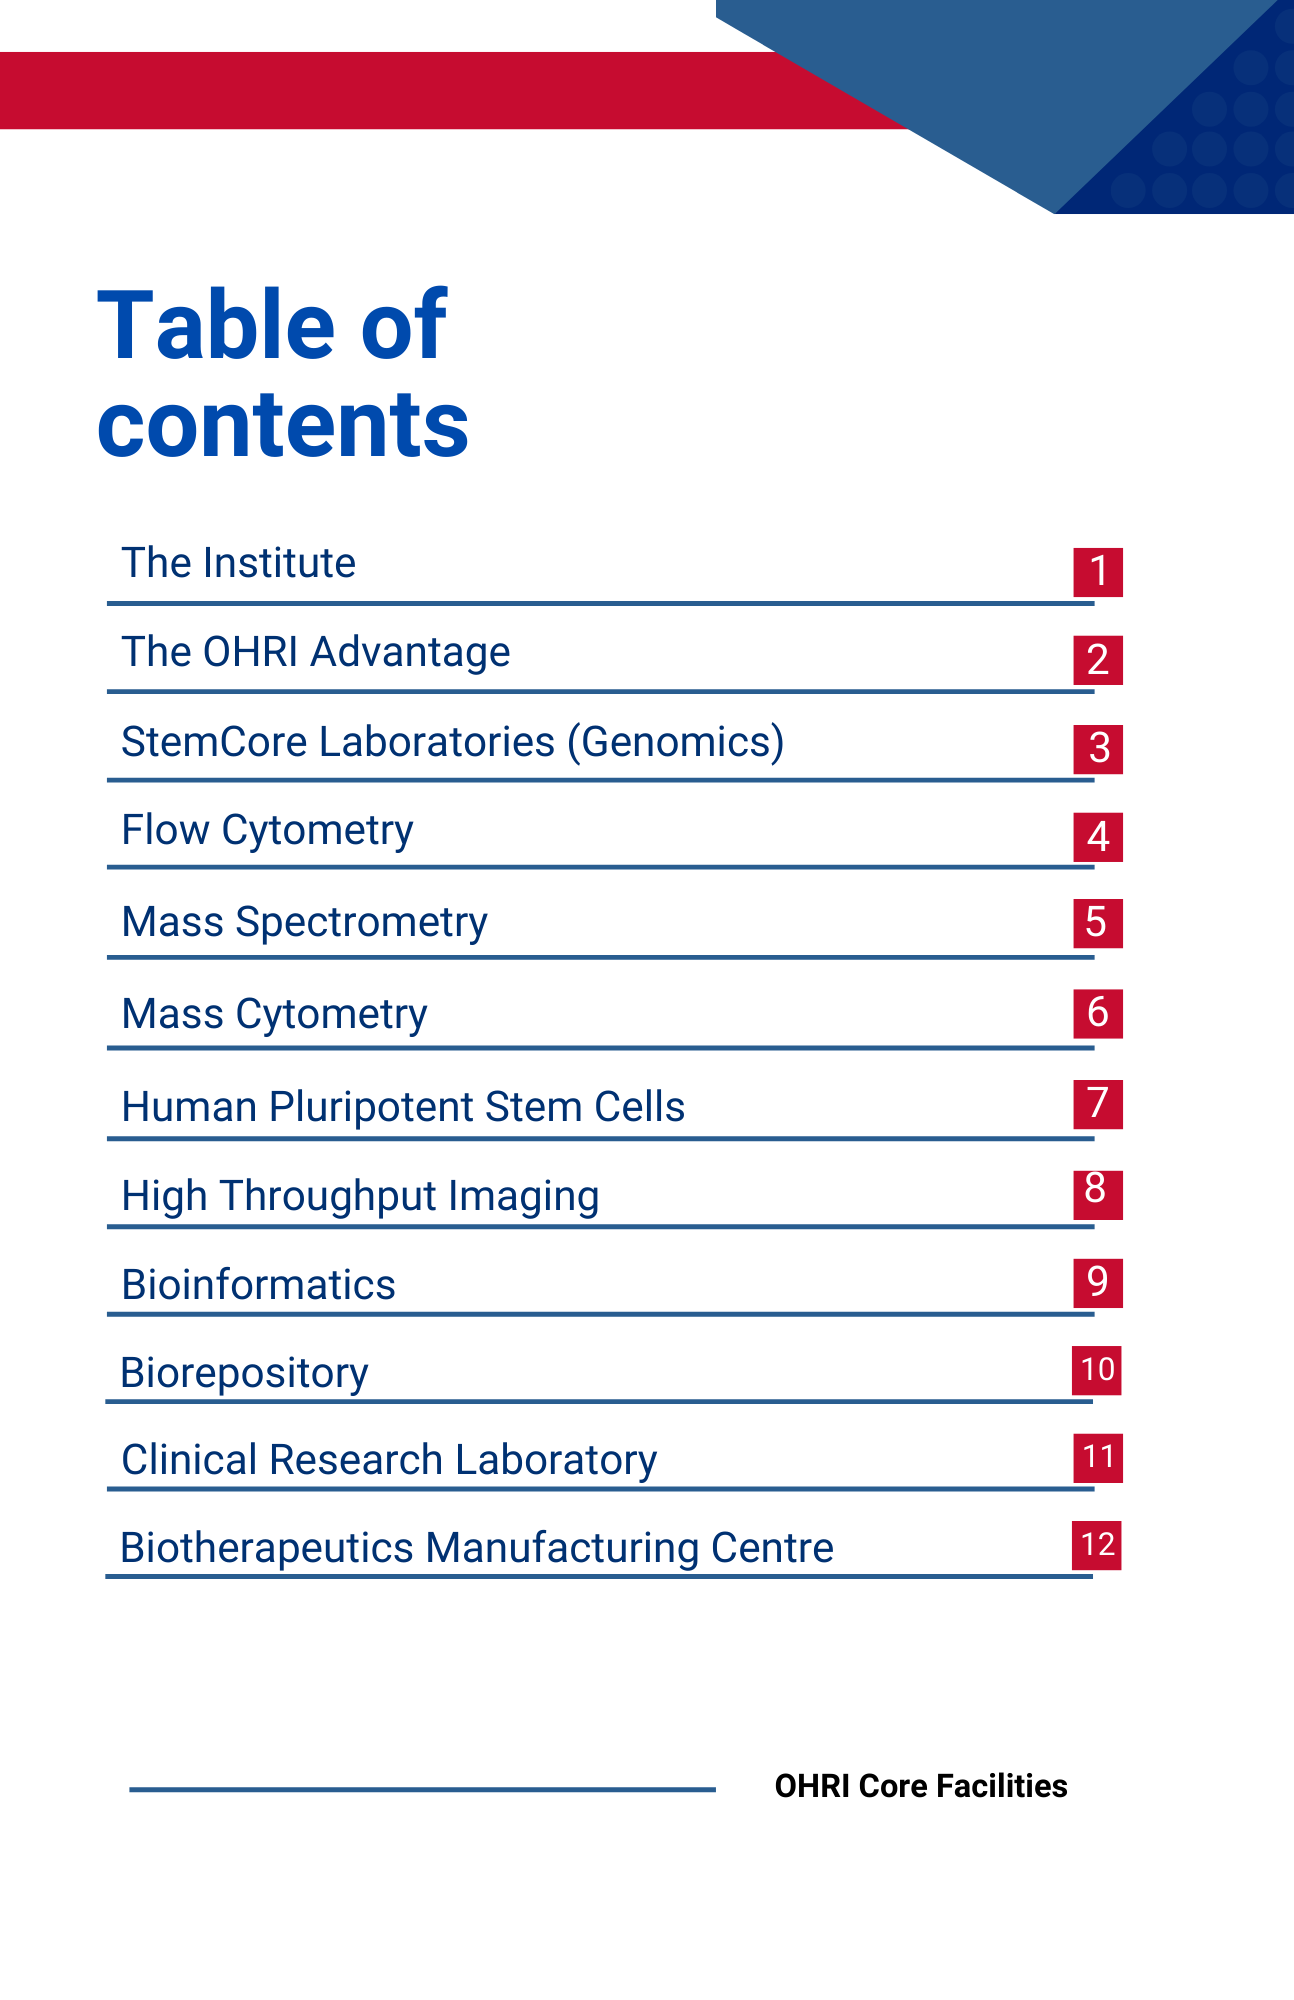 Table of
contents
The Institute 1
The OHRI Advantage 2
StemCore Laboratories (Genomics) 3
Flow Cytometry 4
Mass Spectrometry 5
Mass Cytometry 6
Human Pluripotent Stem Cells 7
High Throughput Imaging 8
Bioinformatics 9
Biorepository 10
Clinical Research Laboratory 11
Biotherapeutics Manufacturing Centre 12
OHRI Core Facilities